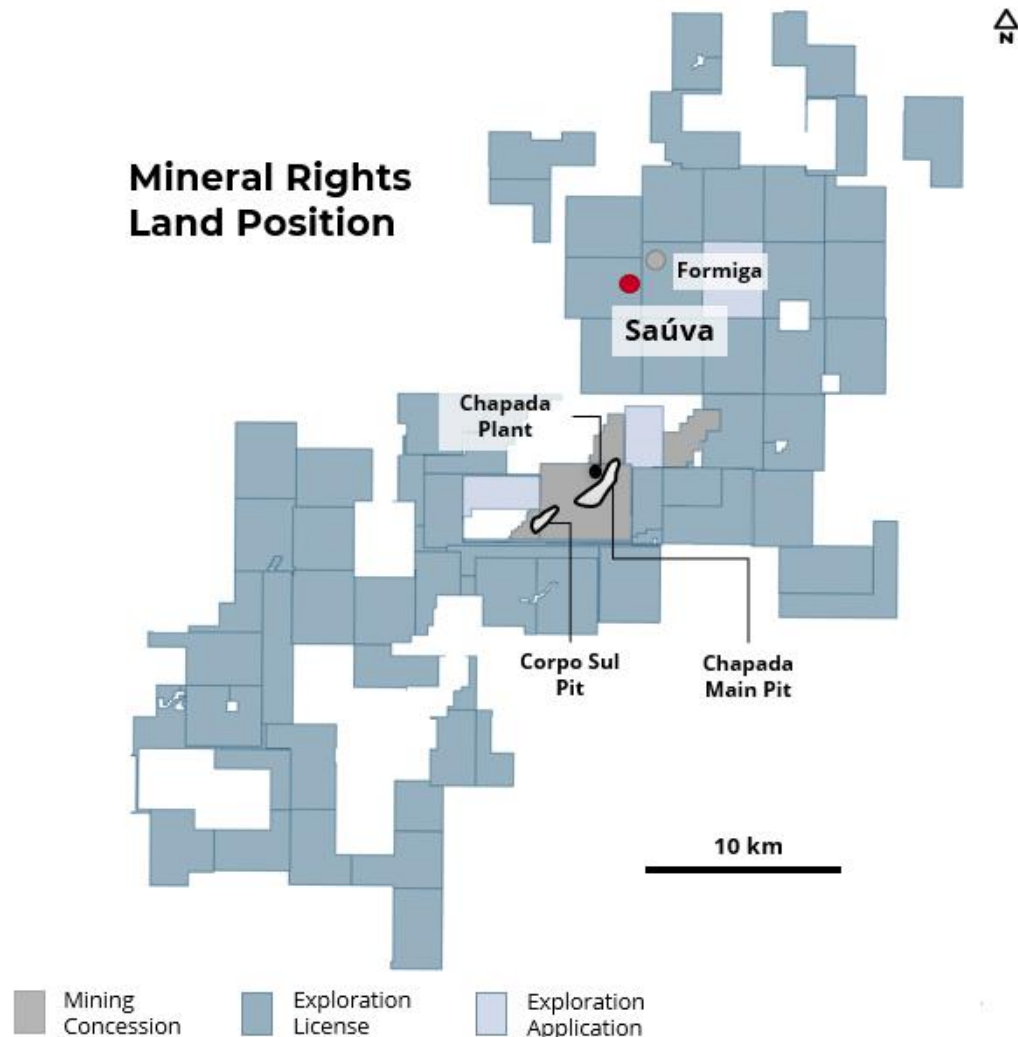 N
Mineral Rights
Land Position
Formiga
Saúva
Chapada
Plant
Corpo Sul
Pit
Chapada
Main Pit
10 km
Mining
Concession
Exploration
License
Exploration
Application